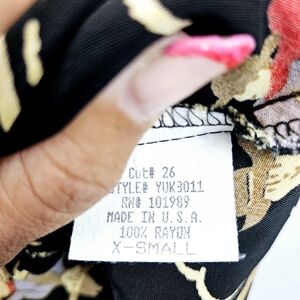 Cut# 26
STYLE# YUK3011
RN# 101989
MADE IN U.S.A.
100% RAYON
X-SMALL